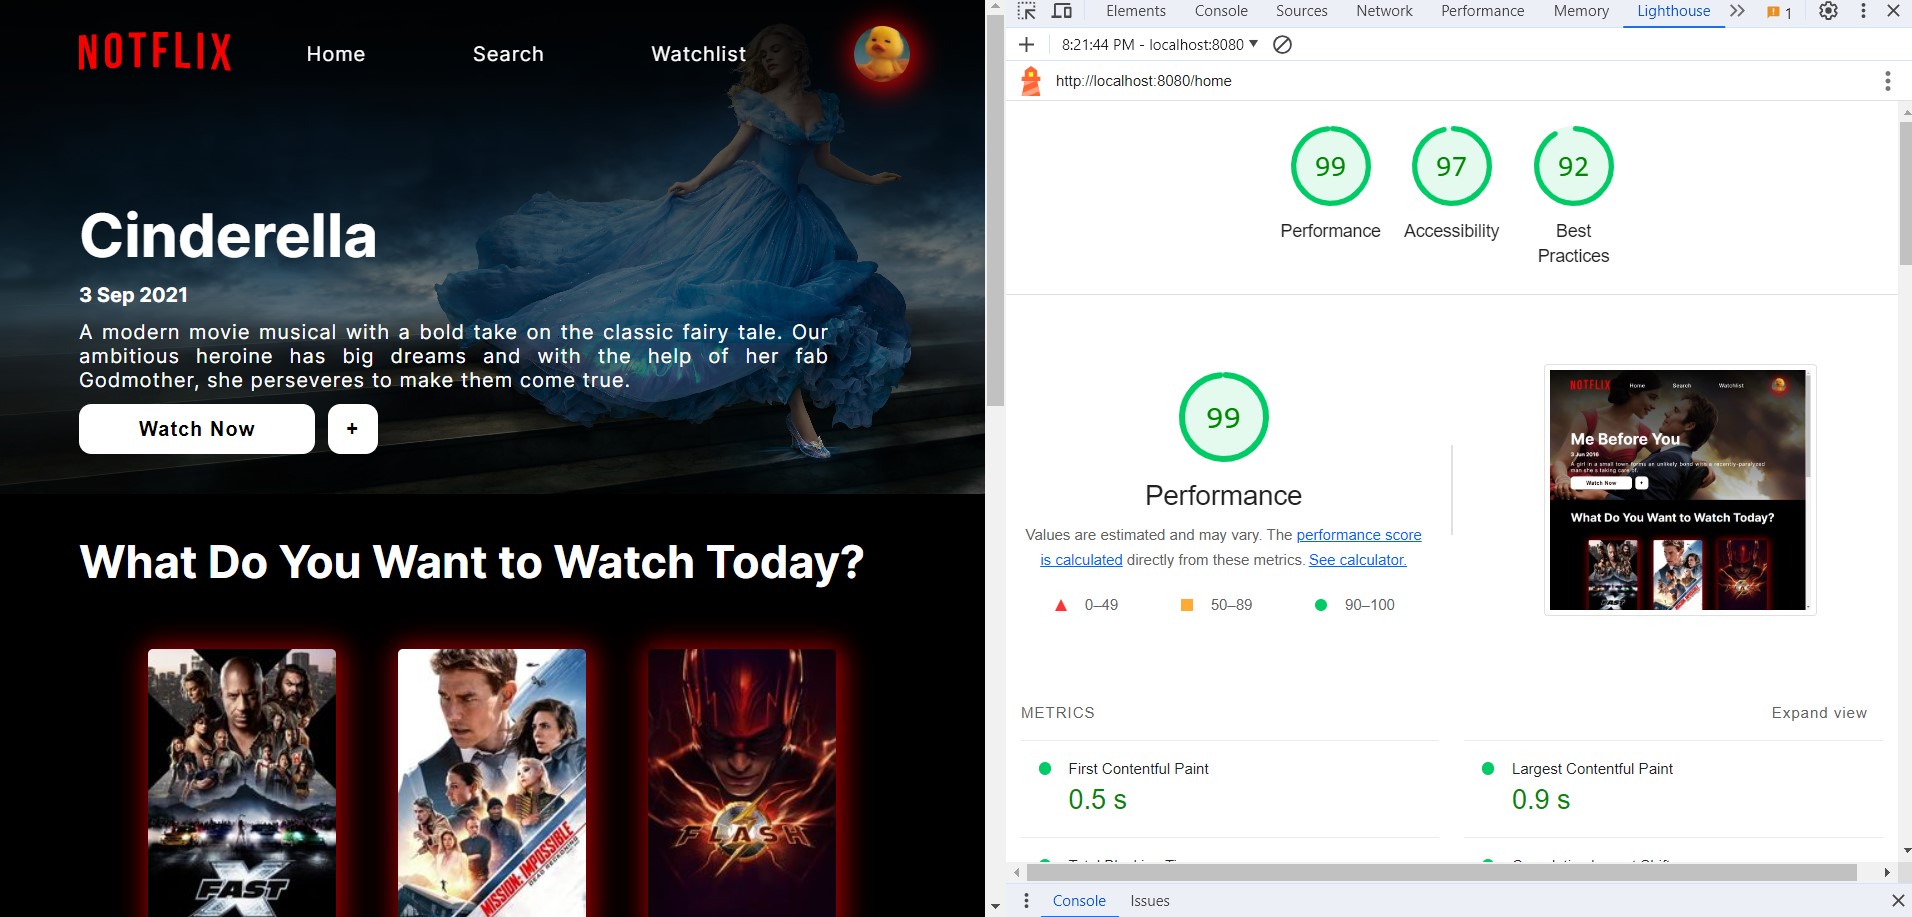 NOTFLIX
Home
Search
Watchlist
Cinderella
3 Sep 2021
A modern movie musical with a bold take on the classic fairy tale. Our
ambitious heroine has big dreams and with the help of her fab
Godmother, she perseveres to make them come true.
Watch Now
+
What Do You Want to Watch Today?
FAST X
MISSION: IMPOSSIBLE
DEAD RECKONING
FLASH
Elements
Console
Sources
Network
Performance
Memory
Lighthouse
1
8:21:44 PM - localhost:8080
http://localhost:8080/home
99
Performance
97
Accessibility
92
Best
Practices
99
Performance
Values are estimated and may vary. The performance score
is calculated directly from these metrics. See calculator.
0–49
50–89
90–100
NOTFLIX
Home
Search
Watchlist
Me Before You
3 Jun 2016
A girl in a small town forms an unlikely bond with a recently-paralyzed
man she s taking care of.
Watch Now
+
What Do You Want to Watch Today?
METRICS
Expand view
First Contentful Paint
0.5 s
Largest Contentful Paint
0.9 s
Console
Issues